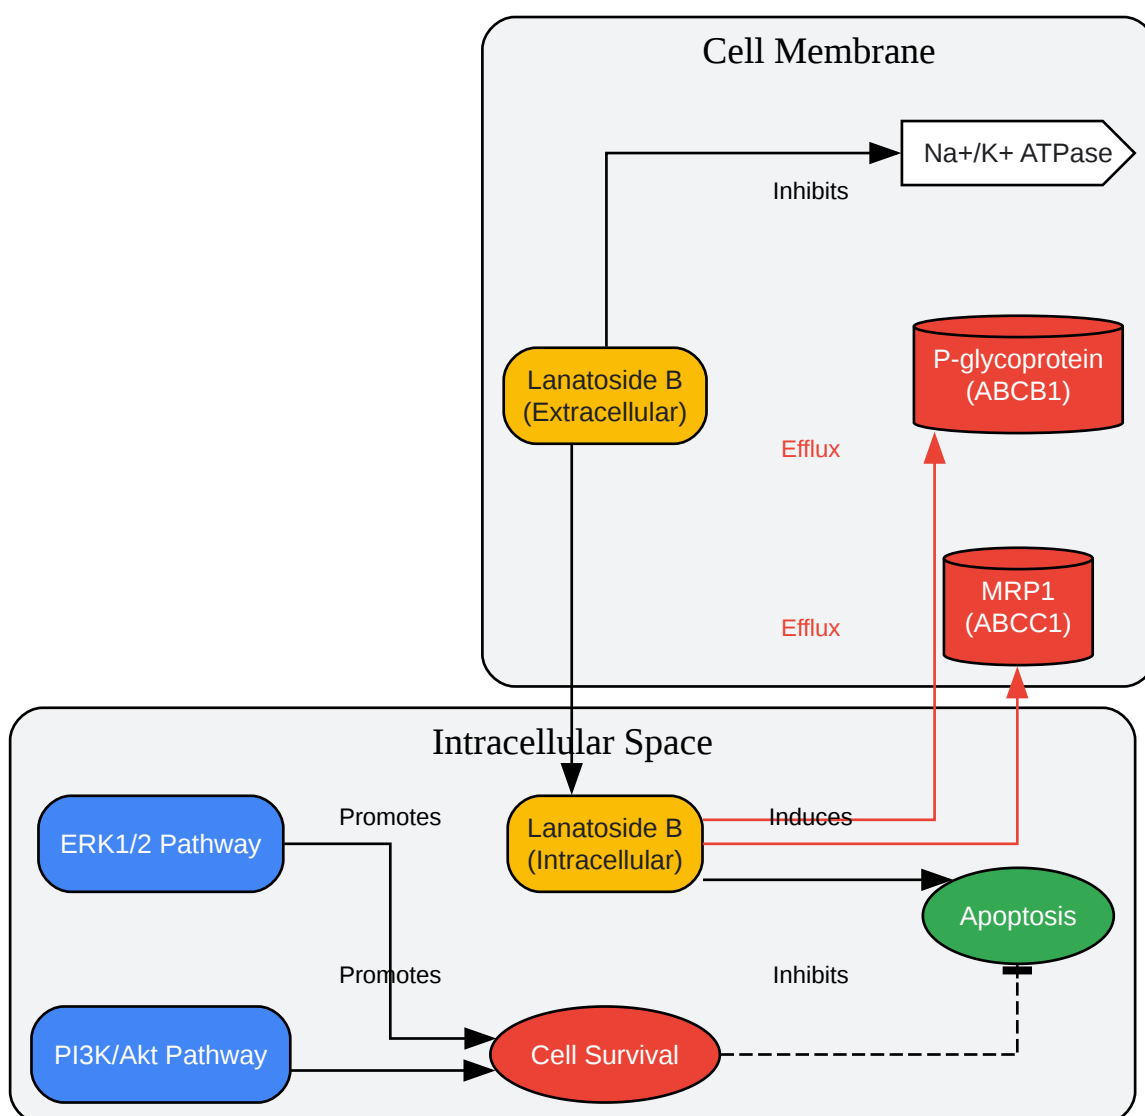 Cell Membrane
Na+/K+ ATPase
Inhibits
P-glycoprotein
(ABCB1)
Lanatoside B
(Extracellular)
Efflux
MRP1
(ABCC1)
Efflux
Intracellular Space
Promotes
Lanatoside B
(Intracellular)
Induces
ERK1/2 Pathway
Apoptosis
Promotes
Inhibits
PI3K/Akt Pathway
Cell Survival